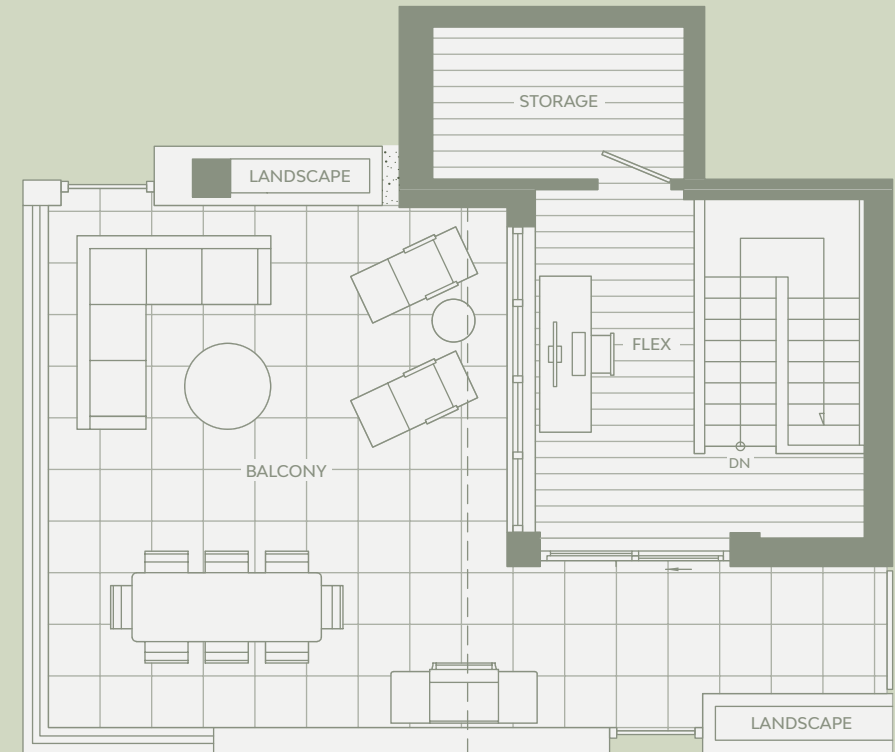 STORAGE
LANDSCAPE
FLEX
DN
BALCONY
LANDSCAPE